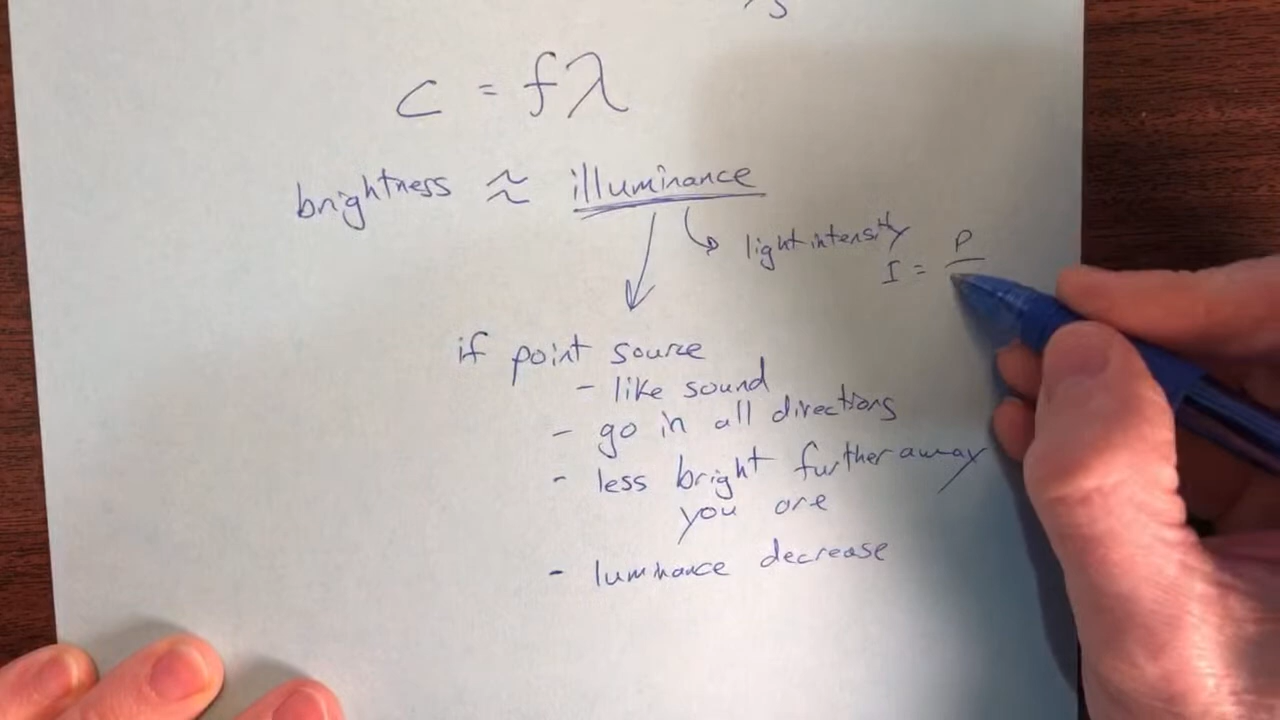 c = fλ
brightness ≈ illuminance
light intensity
I = P
if point source
- like sound
- go in all directions
- less bright further away
you are
- luminance decrease